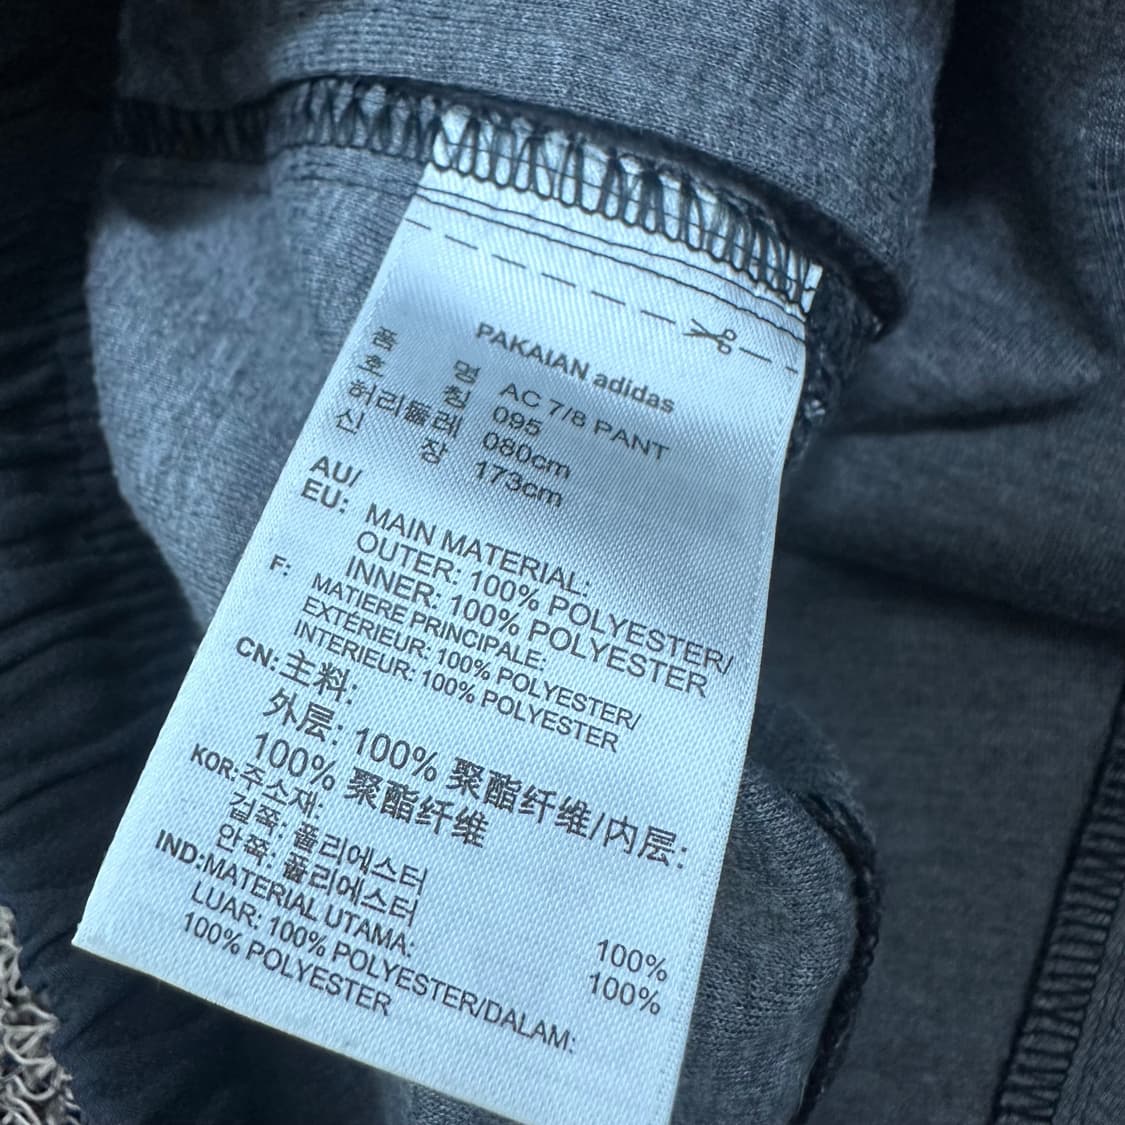 PAKAIAN adidas
품 명 AC 7/8 PANT
호 칭 095
허리둘레 080cm
신 장 173cm
AU/
EU: MAIN MATERIAL:
OUTER: 100% POLYESTER/
INNER: 100% POLYESTER
F: MATIERE PRINCIPALE:
EXTÉRIEUR: 100% POLYESTER/
INTERIEUR: 100% POLYESTER
CN: 主料:
外层: 100% 聚酯纤维/内层:
100% 聚酯纤维
KOR: 주소재:
겉쪽: 폴리에스터 100%
안쪽: 폴리에스터 100%
IND: MATERIAL UTAMA:
LUAR: 100% POLYESTER/DALAM:
100% POLYESTER